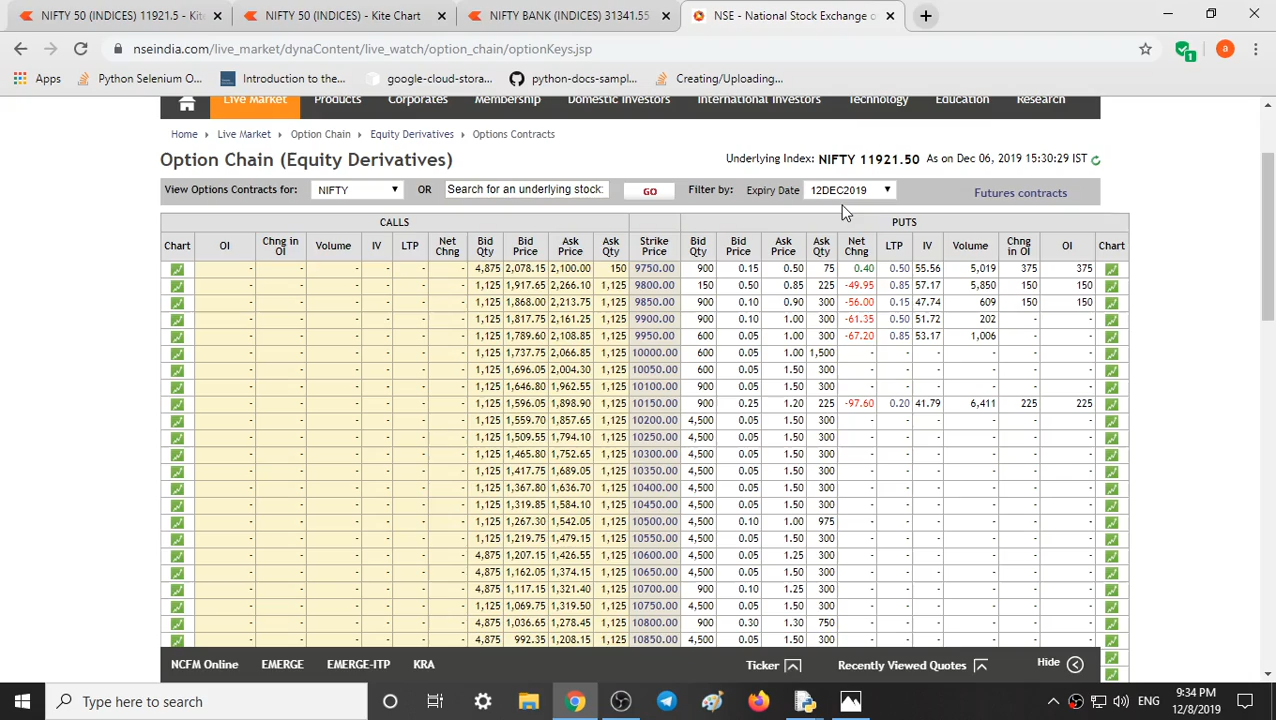 NIFTY 50 (INDICES) 11921.5 - Kite
NIFTY 50 (INDICES) - Kite Chart
NIFTY BANK (INDICES) 31341.55
NSE - National Stock Exchange o
nseindia.com/live_market/dynaContent/live_watch/option_chain/optionKeys.jsp
Apps Python Selenium O... Introduction to the... google-cloud-stora... python-docs-sampl... Creating/Uploading...
Live Market Products Corporates Membership Domestic Investors International Investors Technology Education Research
Home Live Market Option Chain Equity Derivatives Options Contracts
Option Chain (Equity Derivatives)
Underlying Index: NIFTY 11921.50 As on Dec 06, 2019 15:30:29 IST
View Options Contracts for: NIFTY OR Search for an underlying stock: GO Filter by: Expiry Date 12DEC2019 Futures contracts
CALLS PUTS
Chart OI Chng in OI Volume IV LTP Net Chng Bid Qty Bid Price Ask Price Ask Qty Strike Price Bid Qty Bid Price Ask Price Ask Qty Net Chng LTP IV Volume Chng in OI OI Chart
- - - - - - 4,875 2,078.15 2,100.00 150 9750.00 900 0.15 0.50 75 0.40 0.50 55.56 5,019 375 375
- - - - - - 1,125 1,917.65 2,266.10 1,125 9800.00 150 0.50 0.85 225 -49.95 0.85 57.17 5,850 150 150
- - - - - - 1,125 1,868.00 2,213.75 1,125 9850.00 900 0.10 0.90 300 -56.00 0.15 47.74 609 150 150
- - - - - - 1,125 1,817.75 2,161.25 1,125 9900.00 900 0.10 1.00 300 -61.35 0.50 51.72 202 - -
- - - - - - 1,125 1,789.60 2,108.85 1,125 9950.00 600 0.05 1.00 300 -67.20 0.85 53.17 1,006 - -
- - - - - - 1,125 1,737.75 2,066.85 1,125 10000.00 600 0.05 1.00 1,500 - - - - - -
- - - - - - 1,125 1,696.05 2,004.30 1,125 10050.00 600 0.05 1.50 300 - - - - - -
- - - - - - 1,125 1,646.80 1,962.55 1,125 10100.00 900 0.05 1.50 300 - - - - - -
- - - - - - 1,125 1,596.05 1,898.90 1,125 10150.00 900 0.25 1.20 225 -97.60 0.20 41.79 6,411 225 225
- - - - - - 1,125 1,559.70 1,857.65 1,125 10200.00 4,500 0.05 1.50 300 - - - - - -
- - - - - - 1,125 1,509.55 1,794.10 1,125 10250.00 4,500 0.05 1.50 300 - - - - - -
- - - - - - 1,125 1,465.80 1,752.65 1,125 10300.00 4,500 0.05 1.50 300 - - - - - -
- - - - - - 1,125 1,417.75 1,689.05 1,125 10350.00 4,500 0.05 1.50 300 - - - - - -
- - - - - - 1,125 1,367.80 1,636.70 1,125 10400.00 4,500 0.05 1.50 300 - - - - - -
- - - - - - 1,125 1,319.85 1,584.10 1,125 10450.00 4,500 0.05 1.50 300 - - - - - -
- - - - - - 1,125 1,267.30 1,542.05 1,125 10500.00 4,500 0.10 1.00 975 - - - - - -
- - - - - - 1,125 1,219.75 1,479.15 1,125 10550.00 4,500 0.05 1.50 300 - - - - - -
- - - - - - 4,875 1,207.15 1,426.55 1,125 10600.00 4,500 0.05 1.25 300 - - - - - -
- - - - - - 4,875 1,162.05 1,374.15 1,125 10650.00 4,500 0.05 1.50 300 - - - - - -
- - - - - - 4,875 1,117.15 1,321.40 1,125 10700.00 900 0.10 1.25 300 - - - - - -
- - - - - - 1,125 1,069.75 1,319.50 1,125 10750.00 4,500 0.05 1.50 300 - - - - - -
- - - - - - 4,875 1,036.65 1,278.45 1,125 10800.00 900 0.30 1.30 750 - - - - - -
- - - - - - 4,875 992.35 1,208.15 1,125 10850.00 4,500 0.05 1.50 300 - - - - - -
NCFM Online EMERGE EMERGE-ITP KRA Ticker Recently Viewed Quotes Hide
Type here to search
ENG
9:34 PM
12/8/2019